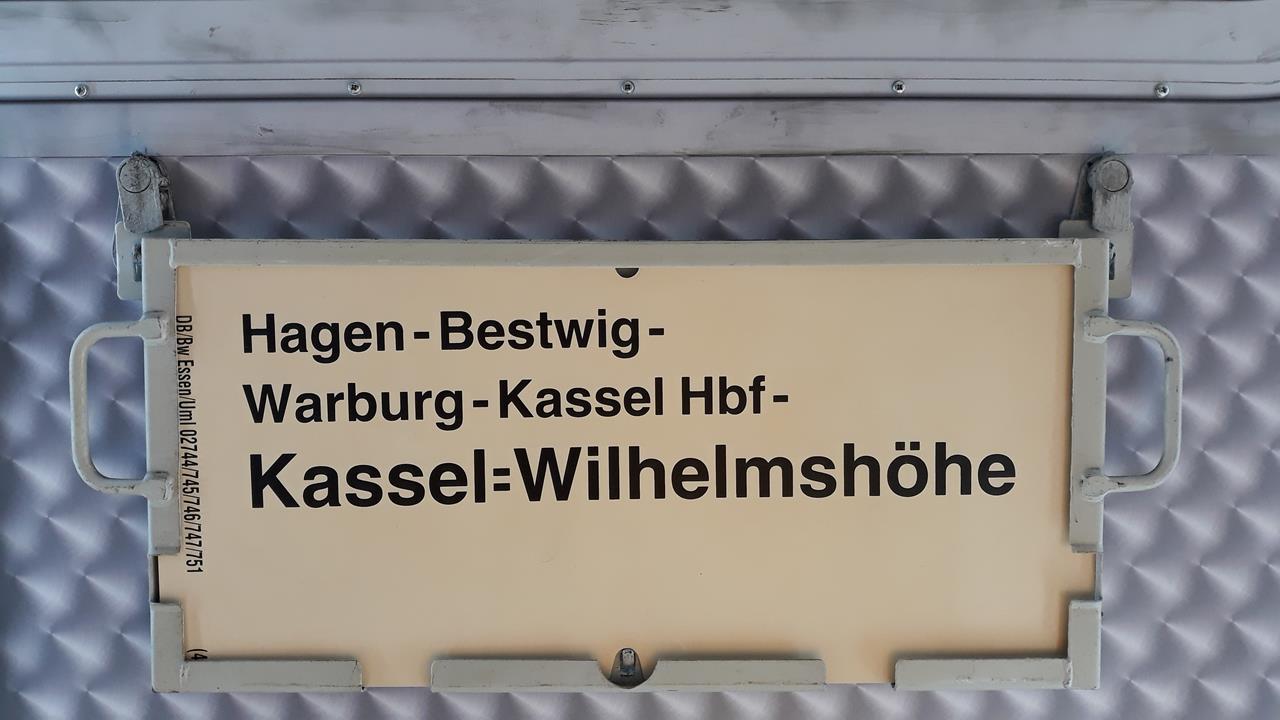 Hagen-Bestwig-
Warburg-Kassel Hbf-
Kassel=Wilhelmshöhe
DB/Bw Essen/Uml 02744/745/746/747/751
(4